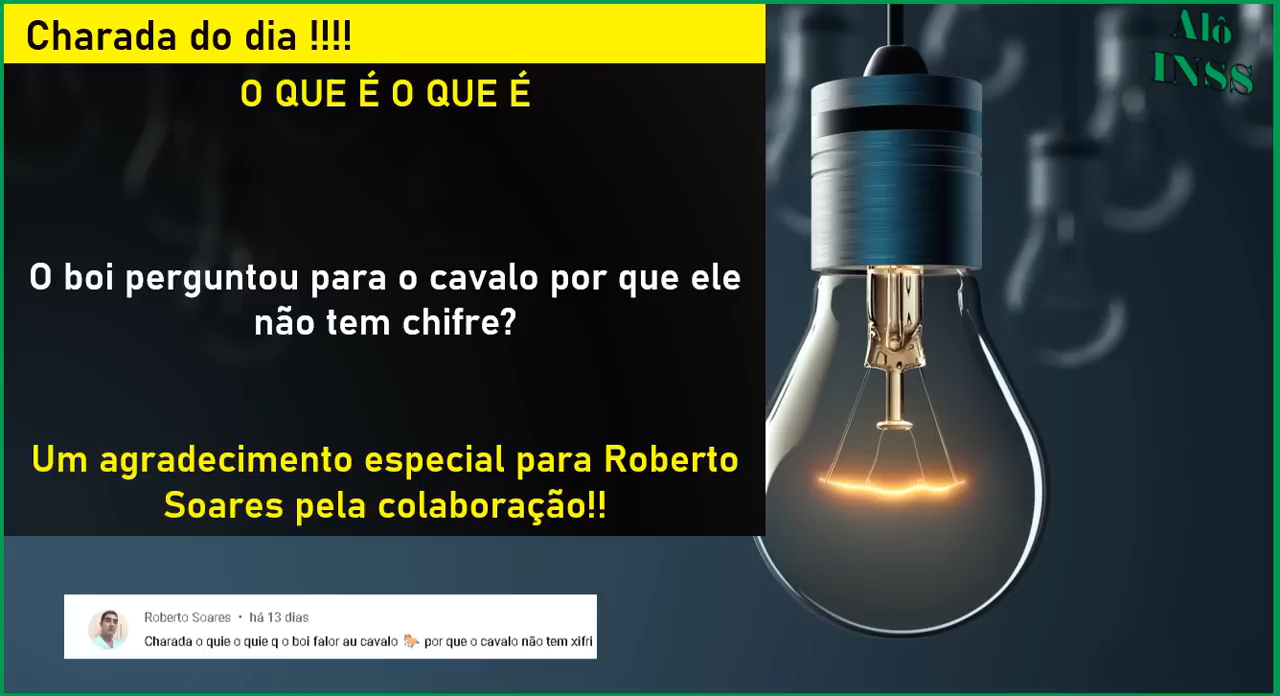 Charada do dia !!!!
O QUE É O QUE É
O boi perguntou para o cavalo por que ele
não tem chifre?
Um agradecimento especial para Roberto
Soares pela colaboração!!
Alô
INSS
Roberto Soares • há 13 dias
Charada o quie o quie q o boi falor au cavalo 🐎 por que o cavalo não tem xifri